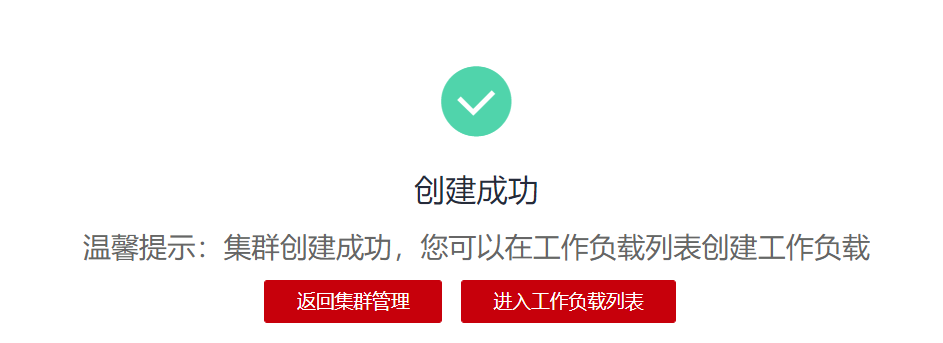 创建成功
温馨提示：集群创建成功，您可以在工作负载列表创建工作负载
返回集群管理
进入工作负载列表